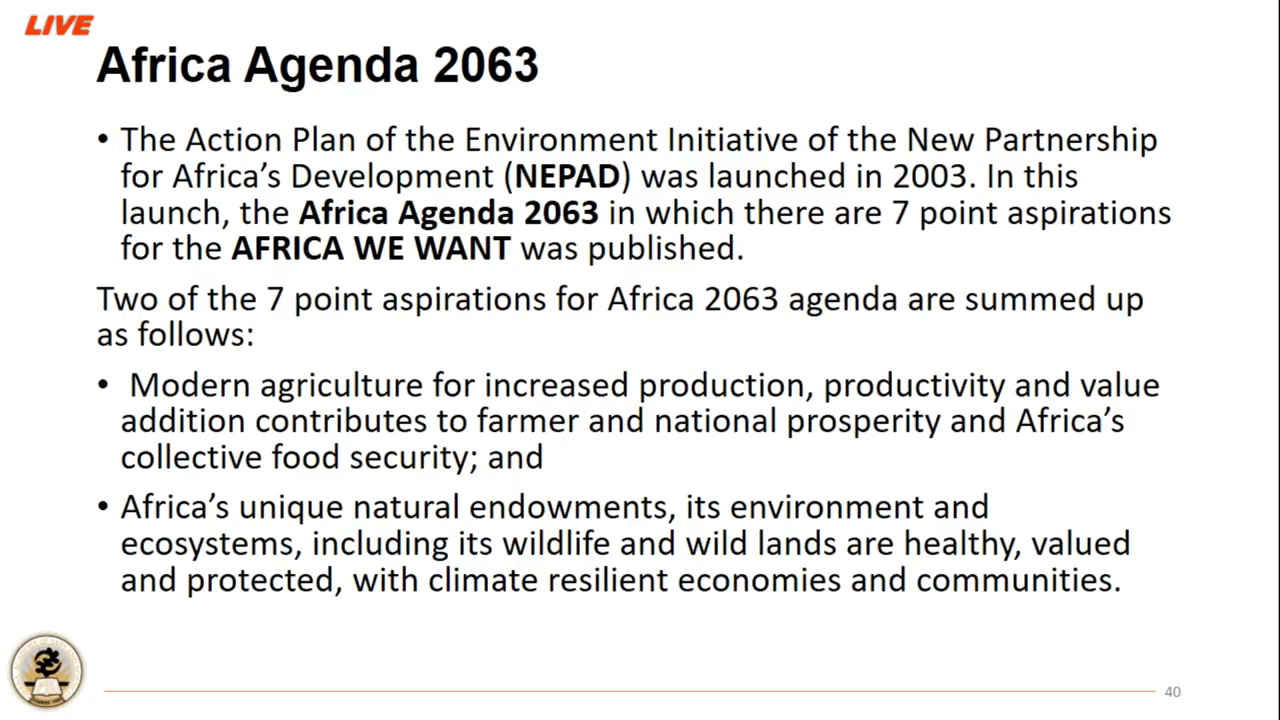 LIVE
Africa Agenda 2063
• The Action Plan of the Environment Initiative of the New Partnership
for Africa’s Development (NEPAD) was launched in 2003. In this
launch, the Africa Agenda 2063 in which there are 7 point aspirations
for the AFRICA WE WANT was published.
Two of the 7 point aspirations for Africa 2063 agenda are summed up
as follows:
• Modern agriculture for increased production, productivity and value
addition contributes to farmer and national prosperity and Africa’s
collective food security; and
• Africa’s unique natural endowments, its environment and
ecosystems, including its wildlife and wild lands are healthy, valued
and protected, with climate resilient economies and communities.
40